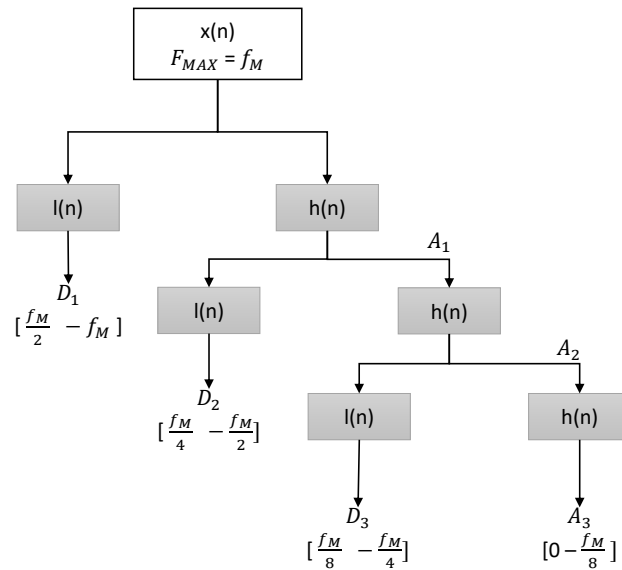 x(n)
F_MAX = f_M
l(n)
h(n)
A_1
D_1
[f_M/2 – f_M]
l(n)
h(n)
A_2
D_2
[f_M/4 – f_M/2]
l(n)
h(n)
D_3
[f_M/8 – f_M/4]
A_3
[0 – f_M/8]